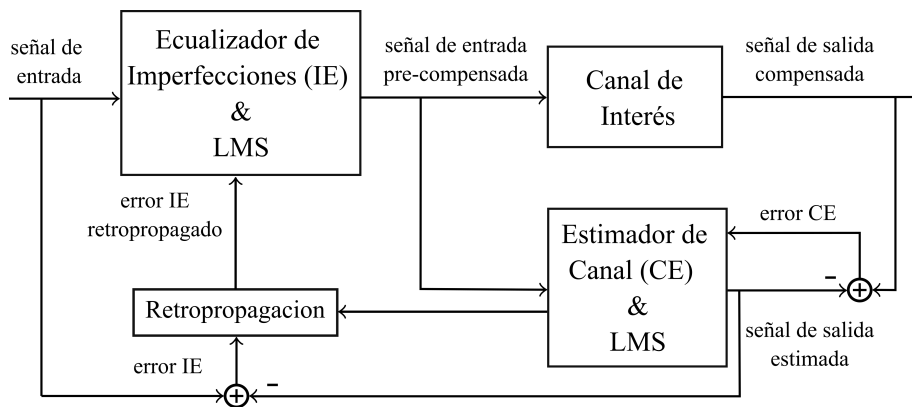 señal de
entrada
Ecualizador de
Imperfecciones (IE)
&
LMS
señal de entrada
pre-compensada
Canal de
Interés
señal de salida
compensada
error IE
retropropagado
Estimador de
Canal (CE)
&
LMS
error CE
-
+
Retropropagacion
señal de salida
estimada
error IE
+
-